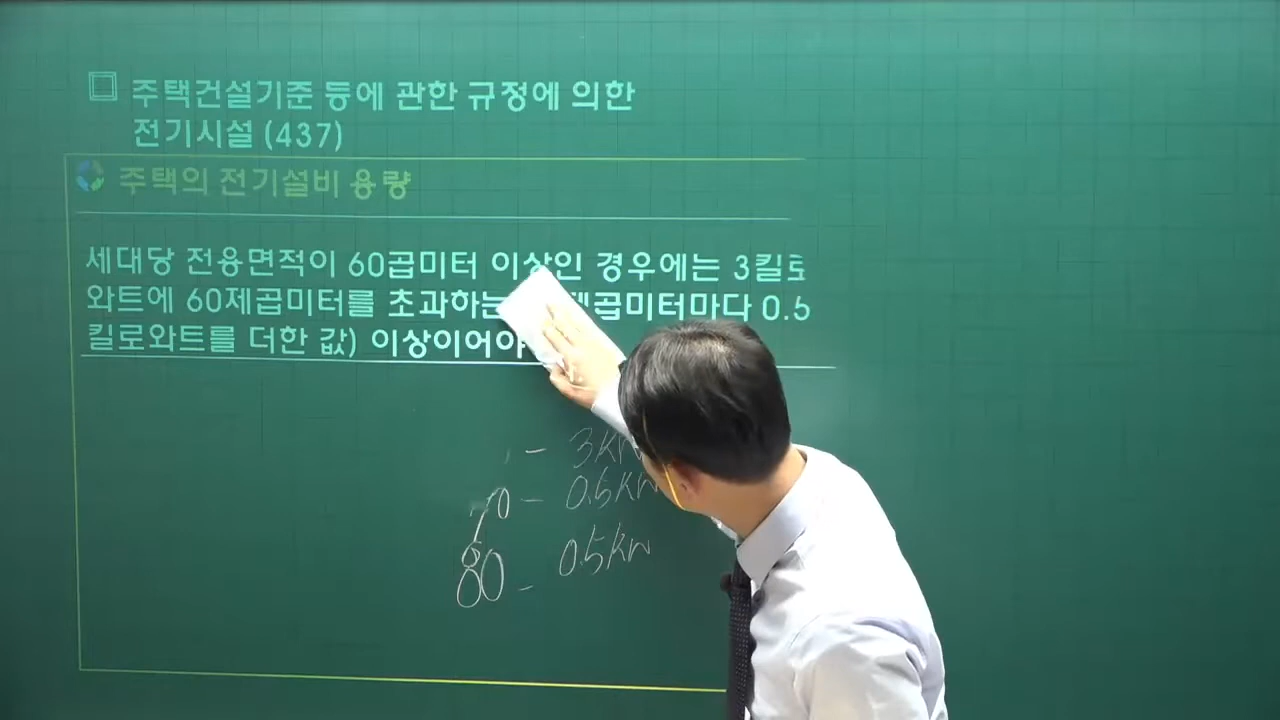 주택건설기준 등에 관한 규정에 의한
전기시설 (437)
주택의 전기설비 용량
세대당 전용면적이 60곱미터 이상인 경우에는 3킬로
와트에 60제곱미터를 초과하는 제곱미터마다 0.5
킬로와트를 더한 값) 이상이어야
- 3KW
70 - 0.5KW
80 - 0.5KW